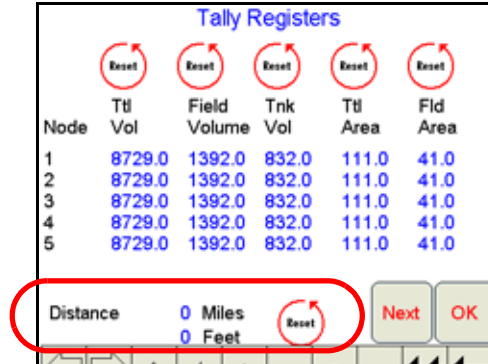 Tally Registers
Reset Reset Reset Reset Reset
Ttl Field Tnk Ttl Fld
Node Vol Volume Vol Area Area
1 8729.0 1392.0 832.0 111.0 41.0
2 8729.0 1392.0 832.0 111.0 41.0
3 8729.0 1392.0 832.0 111.0 41.0
4 8729.0 1392.0 832.0 111.0 41.0
5 8729.0 1392.0 832.0 111.0 41.0
Distance 0 Miles Reset Next OK
0 Feet